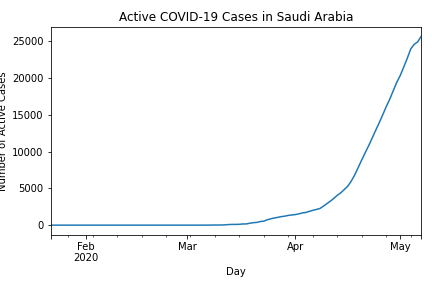 Active COVID-19 Cases in Saudi Arabia
25000
20000
15000
10000
5000
0
Number of Active Cases
Feb
2020
Mar
Apr
May
Day